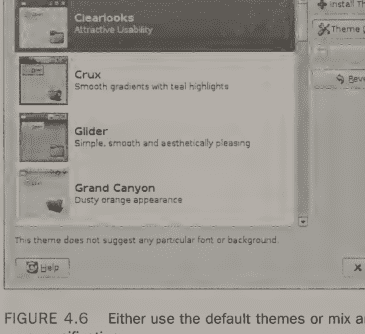 Clearlooks
Attractive Usability
Install
Theme
Crux
Smooth gradients with teal highlights
Glider
Simple, smooth and aesthetically pleasing
Grand Canyon
Dusty orange appearance
This theme does not suggest any particular font or background.
Help
FIGURE 4.6 Either use the default themes or mix